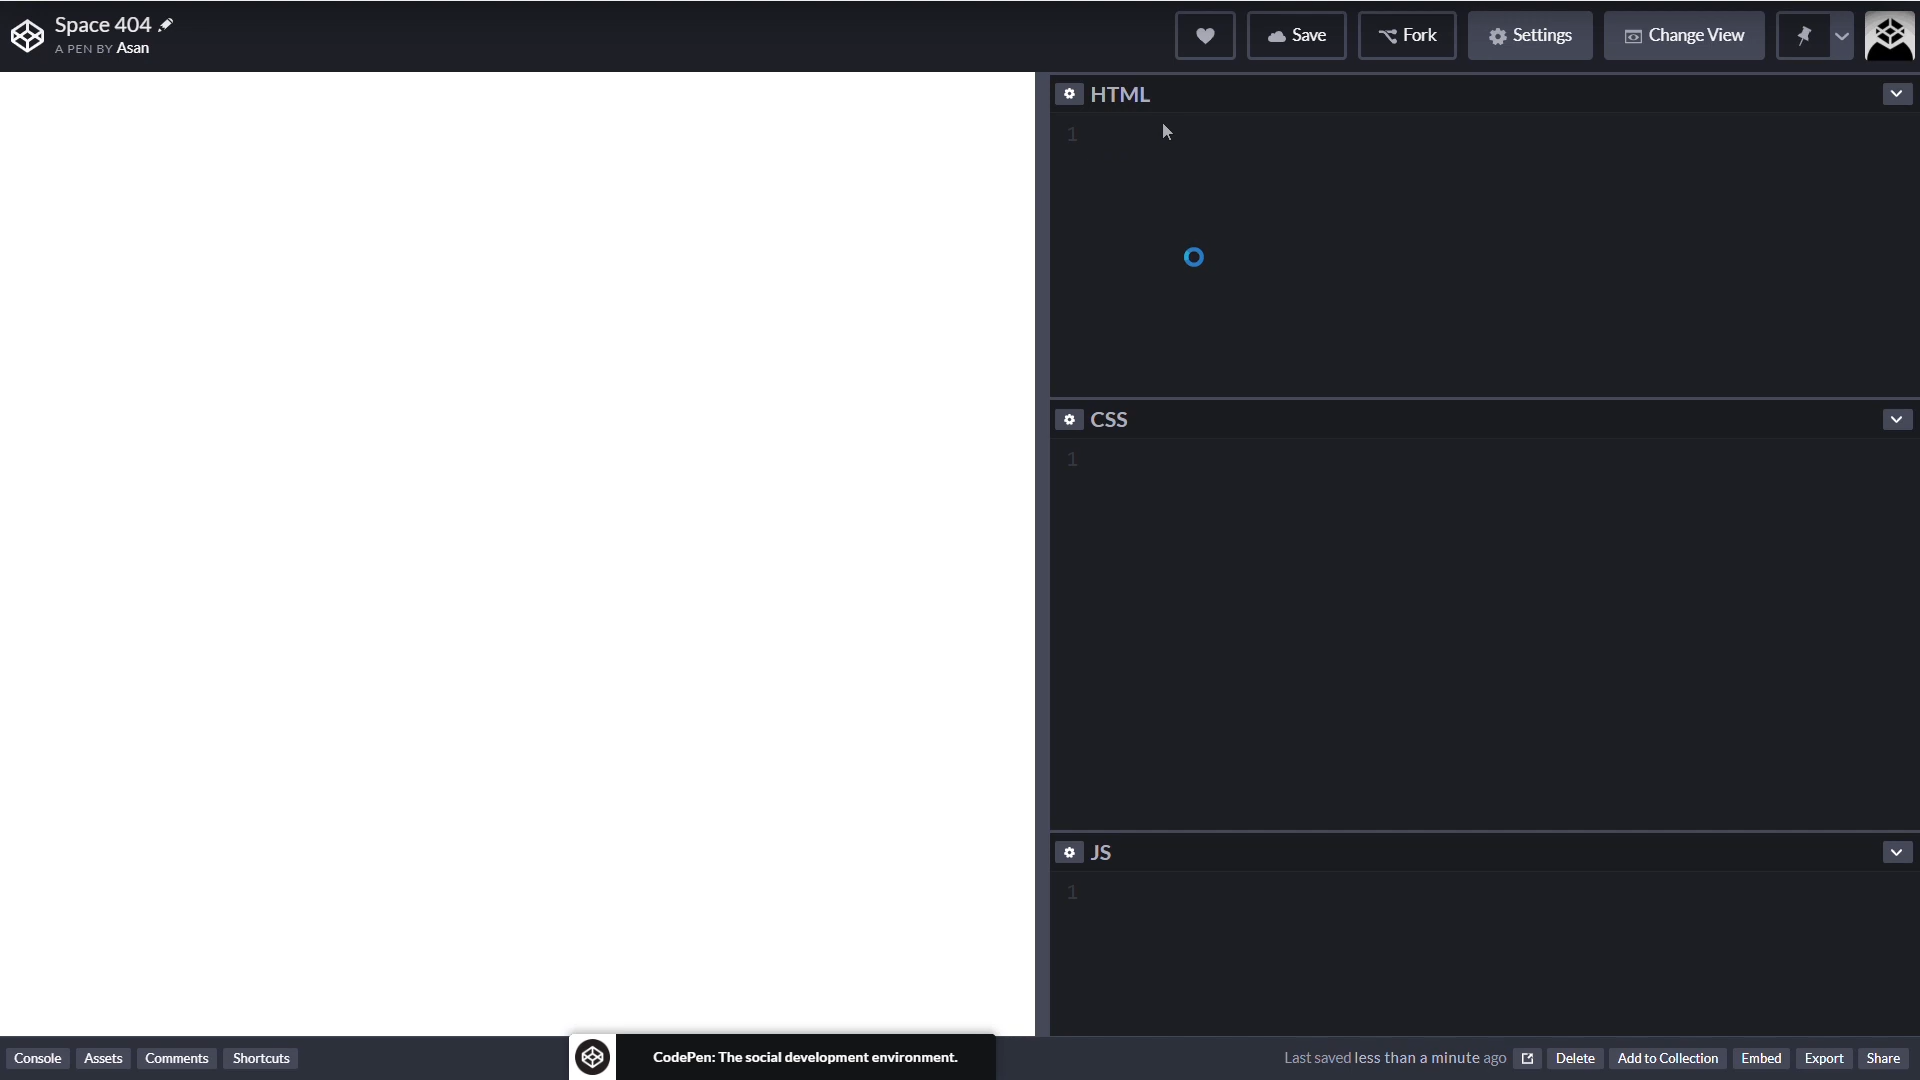 Space 404
A PEN BY Asan
Save
Fork
Settings
Change View
HTML
1
CSS
1
JS
1
Console
Assets
Comments
Shortcuts
CodePen: The social development environment.
Last saved less than a minute ago
Delete
Add to Collection
Embed
Export
Share